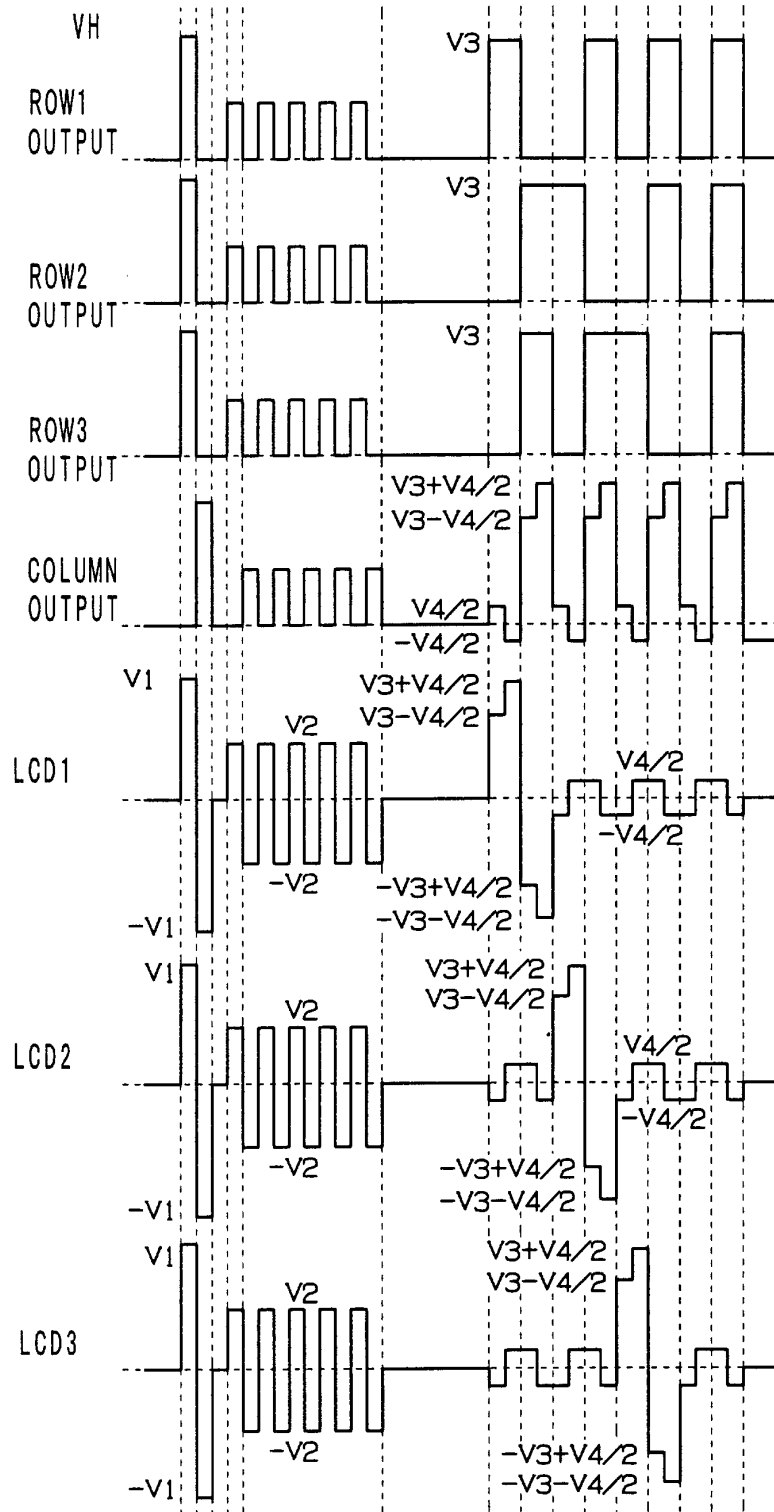 VH
V3
ROW1
OUTPUT
V3
ROW2
OUTPUT
V3
ROW3
OUTPUT
V3+V4/2
V3-V4/2
COLUMN
OUTPUT
V4/2
-V4/2
V1
V3+V4/2
V3-V4/2
V2
LCD1
V4/2
-V4/2
-V2
-V3+V4/2
-V3-V4/2
-V1
V1
V3+V4/2
V3-V4/2
V2
LCD2
V4/2
-V4/2
-V2
-V3+V4/2
-V3-V4/2
-V1
V1
V3+V4/2
V3-V4/2
V2
LCD3
-V2
-V3+V4/2
-V3-V4/2
-V1